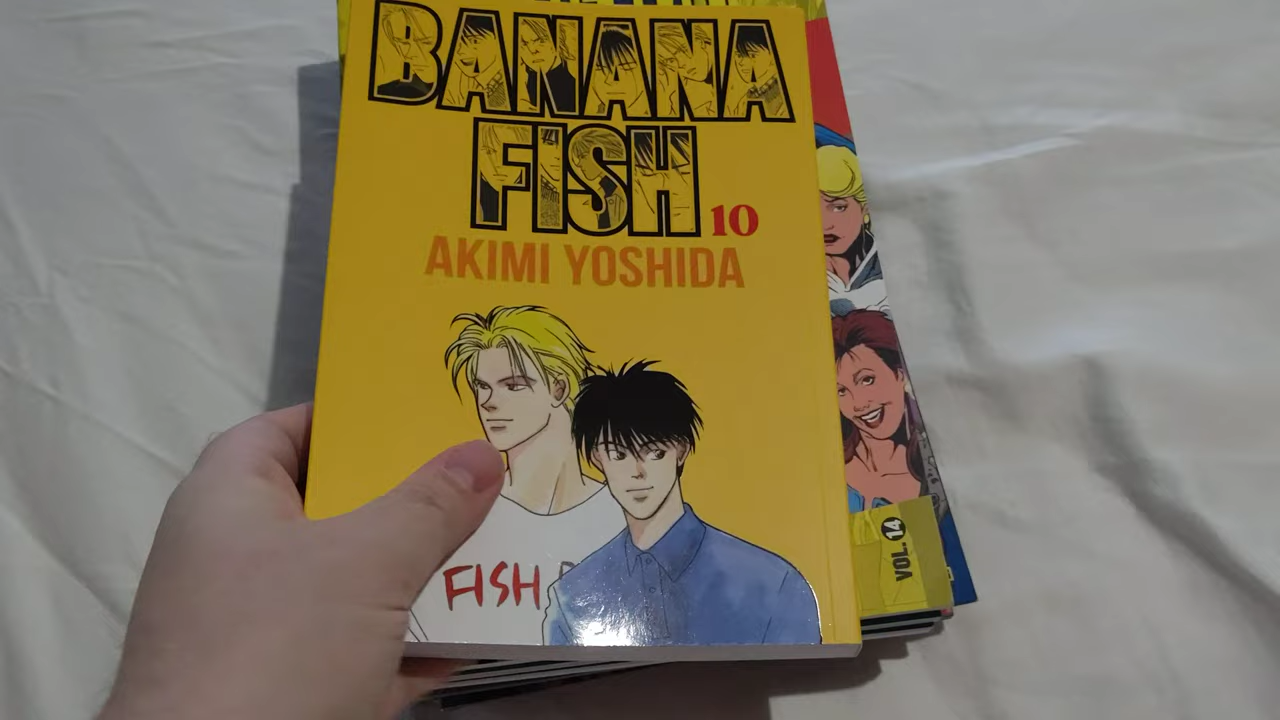 BANANA
FISH
10
AKIMI YOSHIDA
FISH
VOL. 14